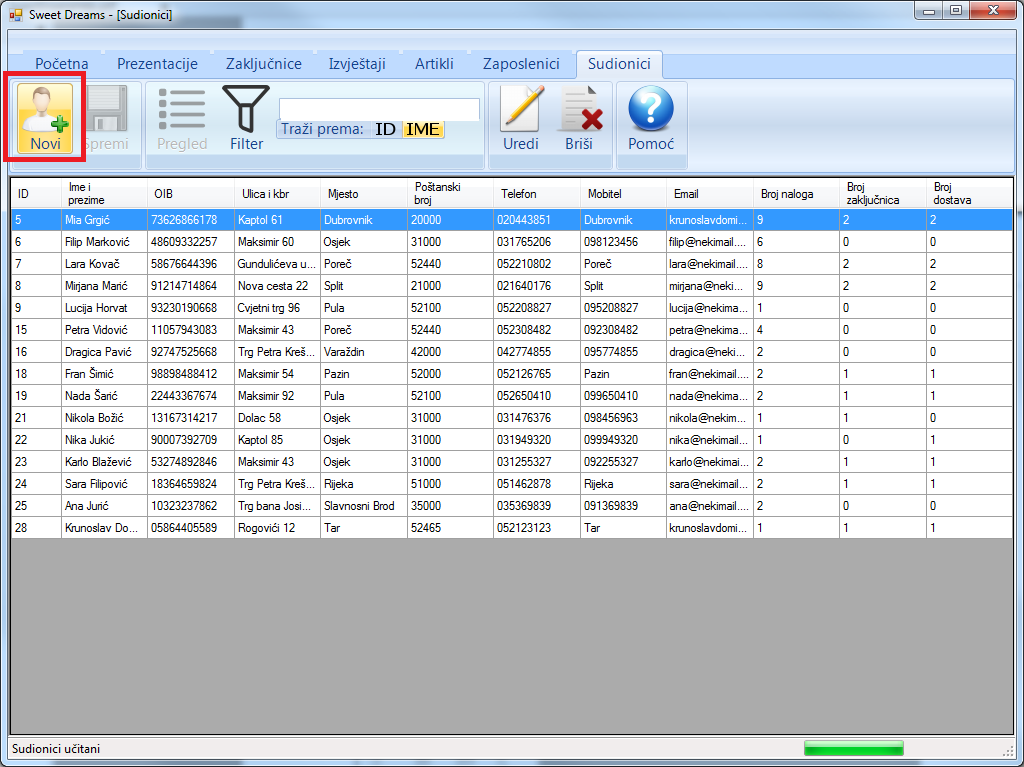 Sweet Dreams - [Sudionici]
Početna Prezentacije Zaključnice Izvještaji Artikli Zaposlenici Sudionici
Novi Spremi Pregled Filter Traži prema: ID IME Uredi Briši Pomoć
ID Ime i prezime OIB Ulica i kbr Mjesto Poštanski broj Telefon Mobitel Email Broj naloga Broj zaključnica Broj dostava
5 Mia Grgić 73626866178 Kaptol 61 Dubrovnik 20000 020443851 Dubrovnik krunoslavdomi... 9 2 2
6 Filip Marković 48609332257 Maksimir 60 Osjek 31000 031765206 098123456 filip@nekimail.... 6 0 0
7 Lara Kovač 58676644396 Gundulićeva u... Poreč 52440 052210802 Poreč lara@nekimail.... 8 2 2
8 Mirjana Marić 91214714864 Nova cesta 22 Split 21000 021640176 Split mirjana@neki... 9 2 2
9 Lucija Horvat 93230190668 Cvjetni trg 96 Pula 52100 052208827 095208827 lucija@nekima... 1 0 0
15 Petra Vidović 11057943083 Maksimir 43 Poreč 52440 052308482 092308482 petra@nekima... 4 0 0
16 Dragica Pavić 92747525668 Trg Petra Kreš... Varaždin 42000 042774855 095774855 dragica@neki... 2 0 0
18 Fran Šimić 98898488412 Maksimir 54 Pazin 52000 052126765 Pazin fran@nekimail.... 2 1 1
19 Nada Šarić 22443367674 Maksimir 92 Pula 52100 052650410 099650410 nada@nekima... 2 1 1
21 Nikola Božić 13167314217 Dolac 58 Osjek 31000 031476376 098456963 nikola@nekim... 1 1 0
22 Nika Jukić 90007392709 Kaptol 85 Osjek 31000 031949320 099949320 nika@nekimail... 1 0 1
23 Karlo Blažević 53274892846 Maksimir 43 Osjek 31000 031255327 092255327 karlo@nekimai... 2 1 1
24 Sara Filipović 18364659824 Trg Petra Kreš... Rijeka 51000 051462878 Rijeka sara@nekimail.... 2 1 1
25 Ana Jurić 10323237862 Trg bana Josi... Slavnosni Brod 35000 035369839 091369839 ana@nekimail.... 2 0 0
28 Krunoslav Do... 05864405589 Rogovići 12 Tar 52465 052123123 Tar krunoslavdomi... 1 1 1
Sudionici učitani